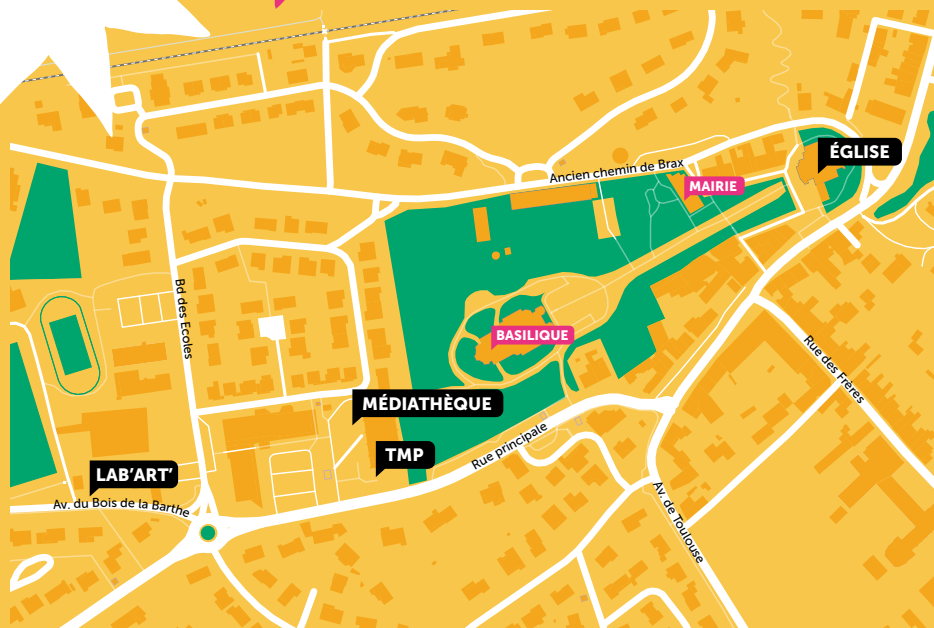 ÉGLISE
Ancien chemin de Brax
MAIRIE
Bd des Ecoles
BASILIQUE
Rue des Frères
MÉDIATHÈQUE
TMP
Rue principale
LAB'ART'
Av. du Bois de la Barthe
Av. de Toulouse